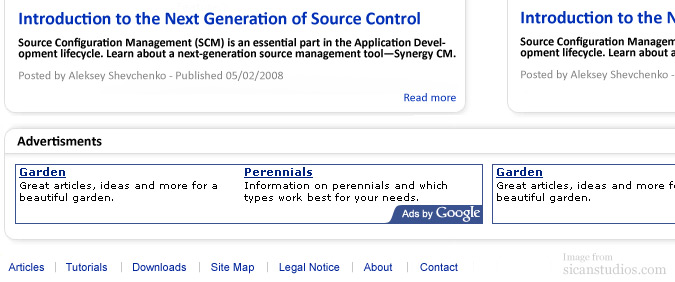 Introduction to the Next Generation of Source Control
Source Configuration Management (SCM) is an essential part in the Application Devel-
opment lifecycle. Learn about a next-generation source management tool—Synergy CM.
Posted by Aleksey Shevchenko - Published 05/02/2008
Read more
Introduction to the N
Source Configuration Managem
opment lifecycle. Learn about a
Posted by Aleksey Shevchenko -
Advertisments
Garden
Great articles, ideas and more for a
beautiful garden.
Perennials
Information on perennials and which
types work best for your needs.
Ads by Google
Garden
Great articles, ideas and more f
beautiful garden.
Articles | Tutorials | Downloads | Site Map | Legal Notice | About | Contact
Image from
sicanstudios.com